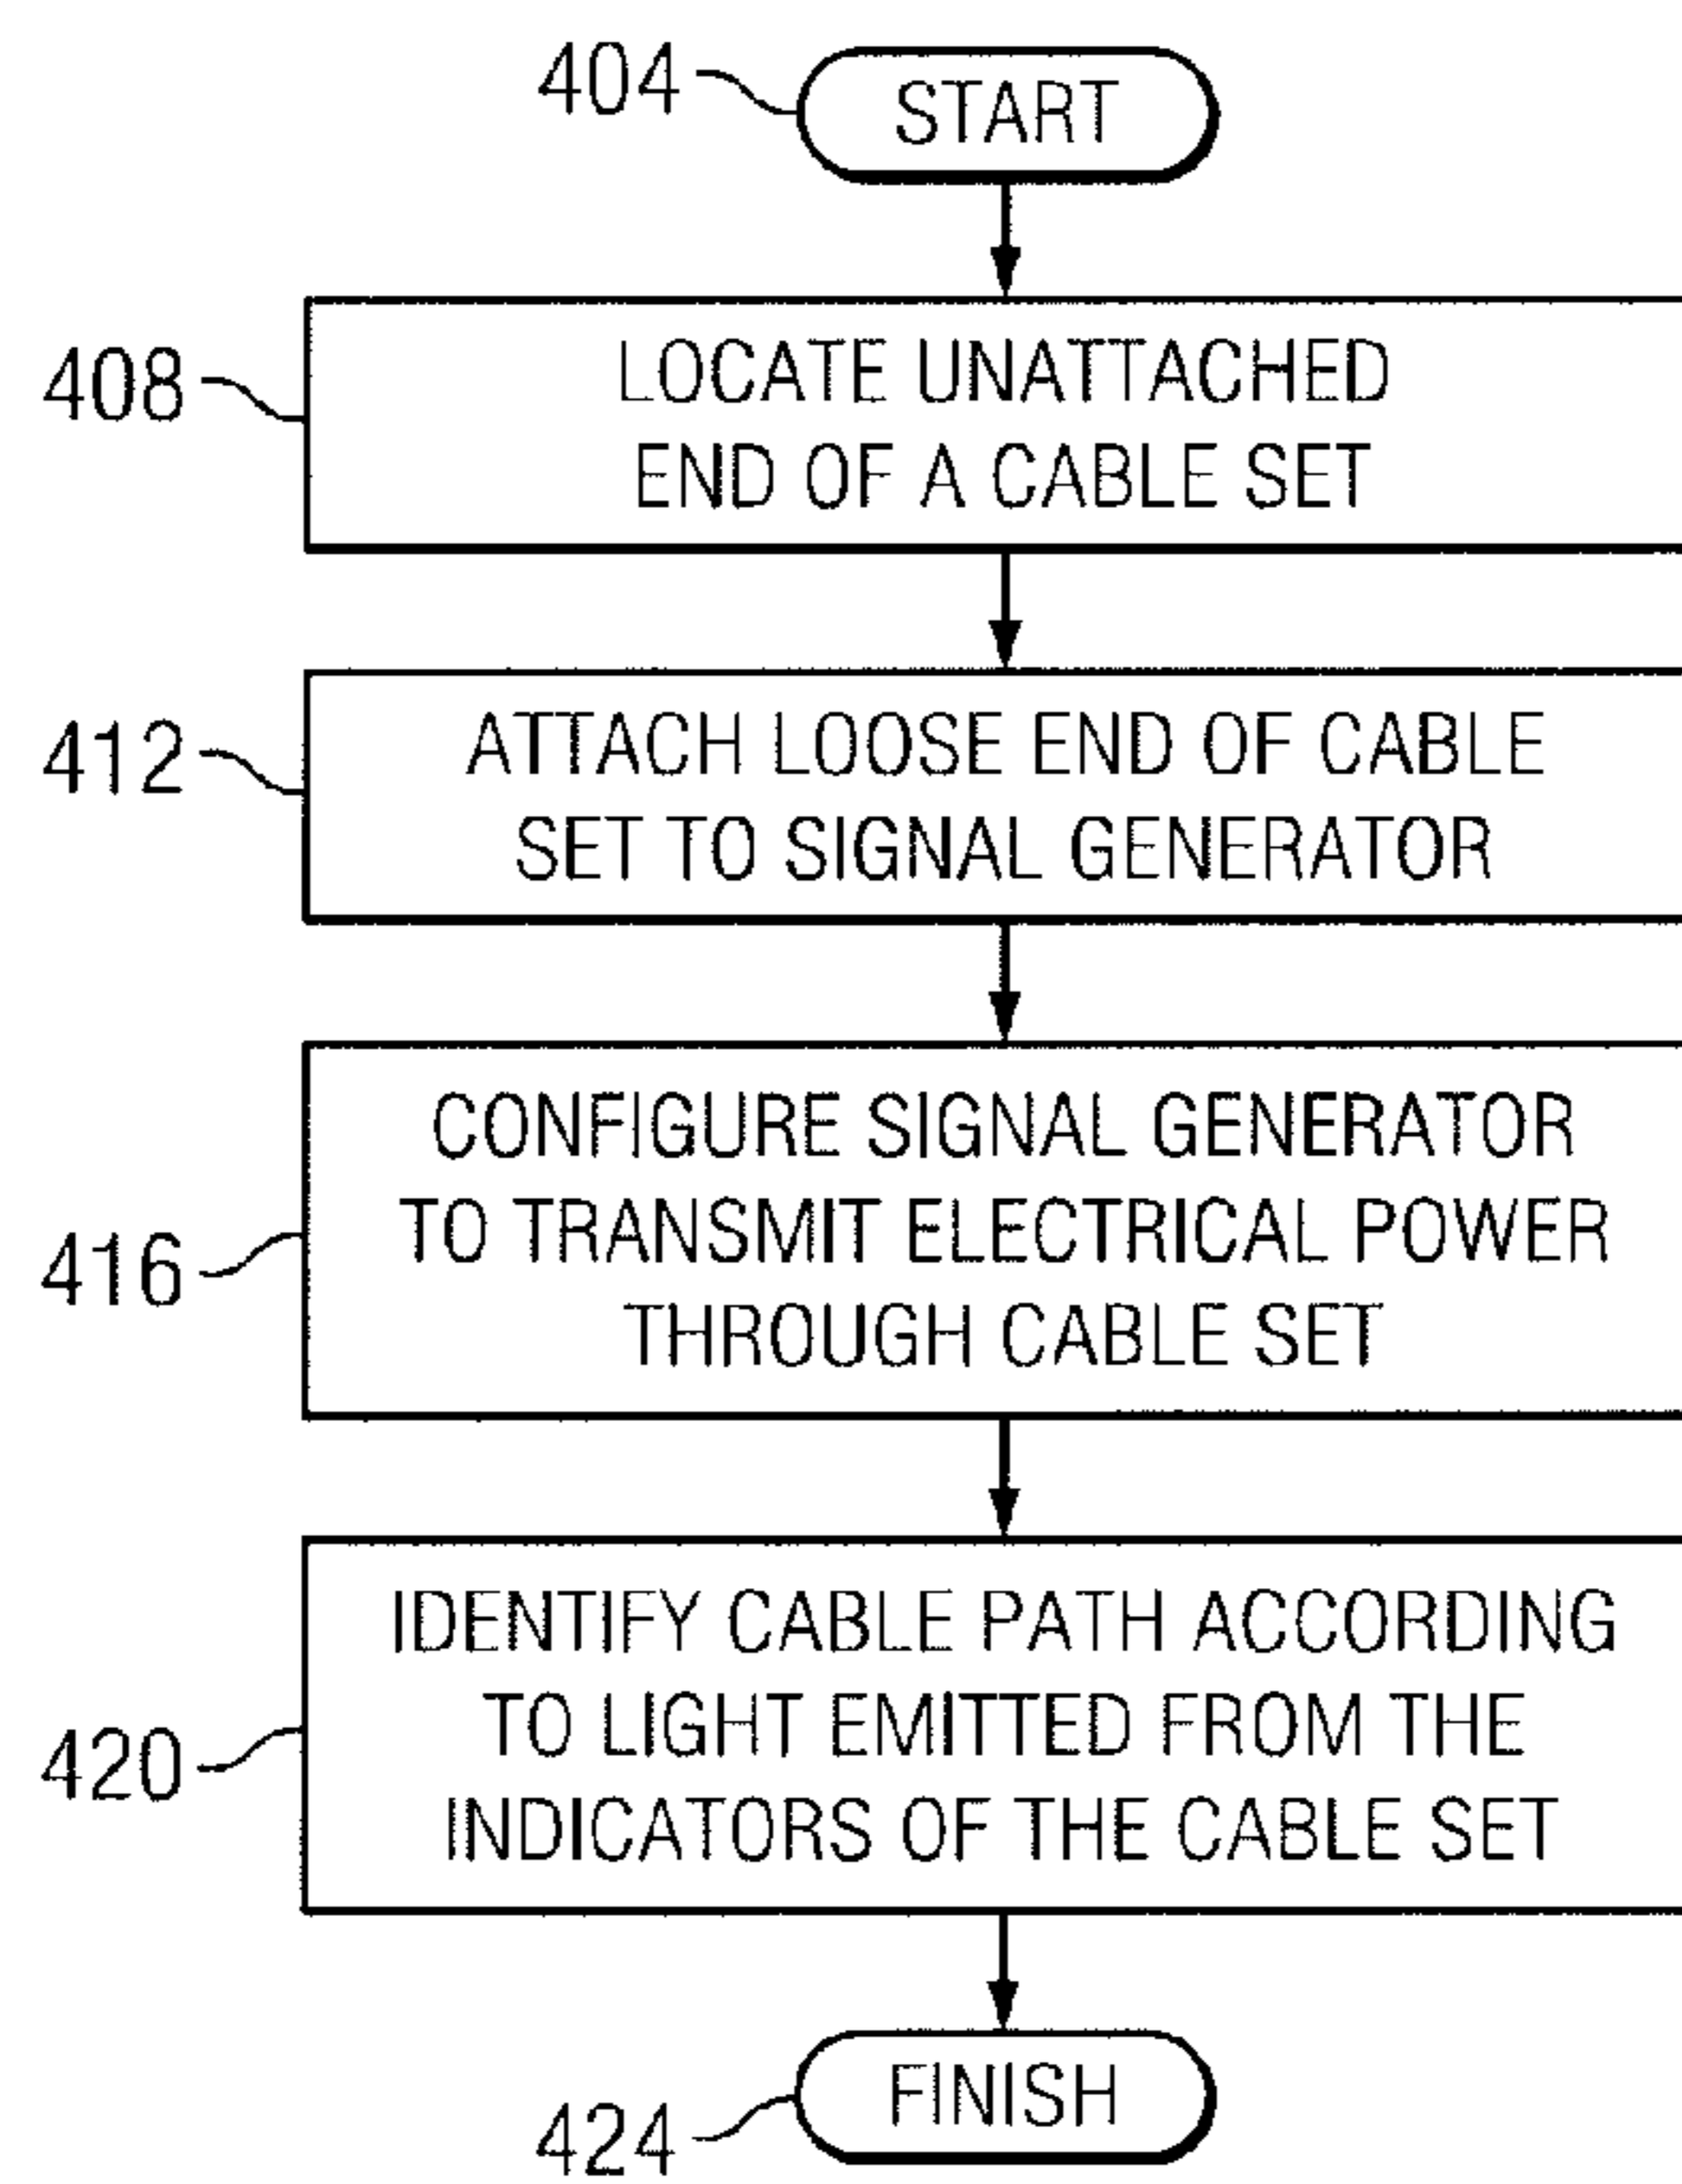 404
START
408
LOCATE UNATTACHED
END OF A CABLE SET
412
ATTACH LOOSE END OF CABLE
SET TO SIGNAL GENERATOR
416
CONFIGURE SIGNAL GENERATOR
TO TRANSMIT ELECTRICAL POWER
THROUGH CABLE SET
420
IDENTIFY CABLE PATH ACCORDING
TO LIGHT EMITTED FROM THE
INDICATORS OF THE CABLE SET
424
FINISH